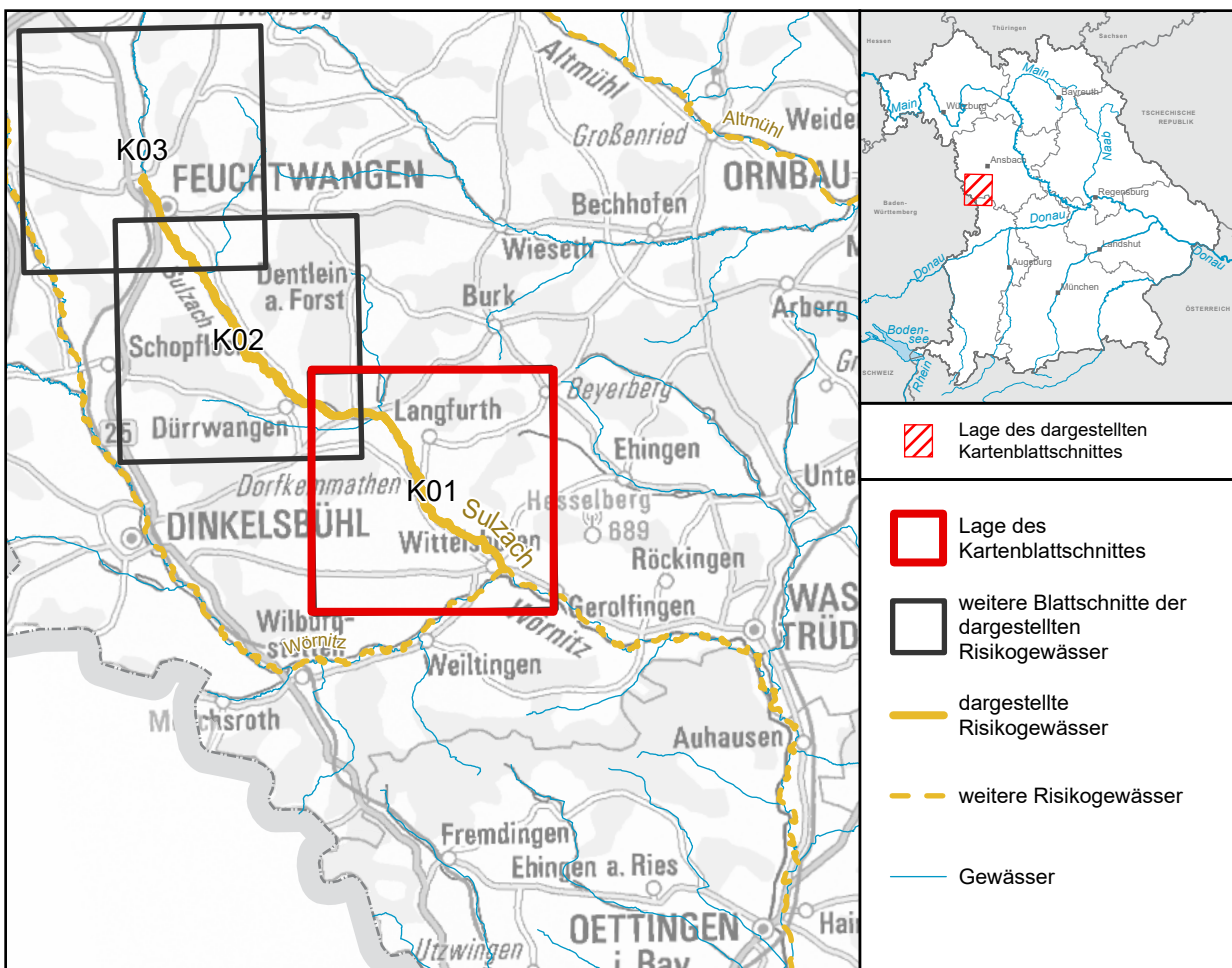 Altmühl
Großenried
Altmühl
ORNBAU
K03
FEUCHTWANGEN
Bechhofen
Wieseth
Sulzach
Dentlein
a. Forst
Burk
Arberg
K02
Beyerberg
Langfurth
25
Dürrwangen
Ehingen
Dorfkemmathen
K01
Hesselberg
689
DINKELSBÜHL
Sulzach
Röckingen
Gerolfingen
Wörnitz
Wörnitz
Weiltingen
Auhausen
Fremdingen
Ehingen a. Ries
OETTINGEN
Utzwingen
Hessen
Thüringen
Sachsen
Main
Main
Bayreuth
Würzburg
TSCHECHISCHE
REPUBLIK
Naab
Ansbach
Baden-
Württemberg
Regensburg
Donau
Landshut
Donau
Donau
Augsburg
München
ÖSTERREICH
Boden-
see
Rhein
SCHWEIZ
Lage des dargestellten
Kartenblattschnittes
Lage des
Kartenblattschnittes
weitere Blattschnitte der
dargestellten
Risikogewässer
dargestellte
Risikogewässer
weitere Risikogewässer
Gewässer